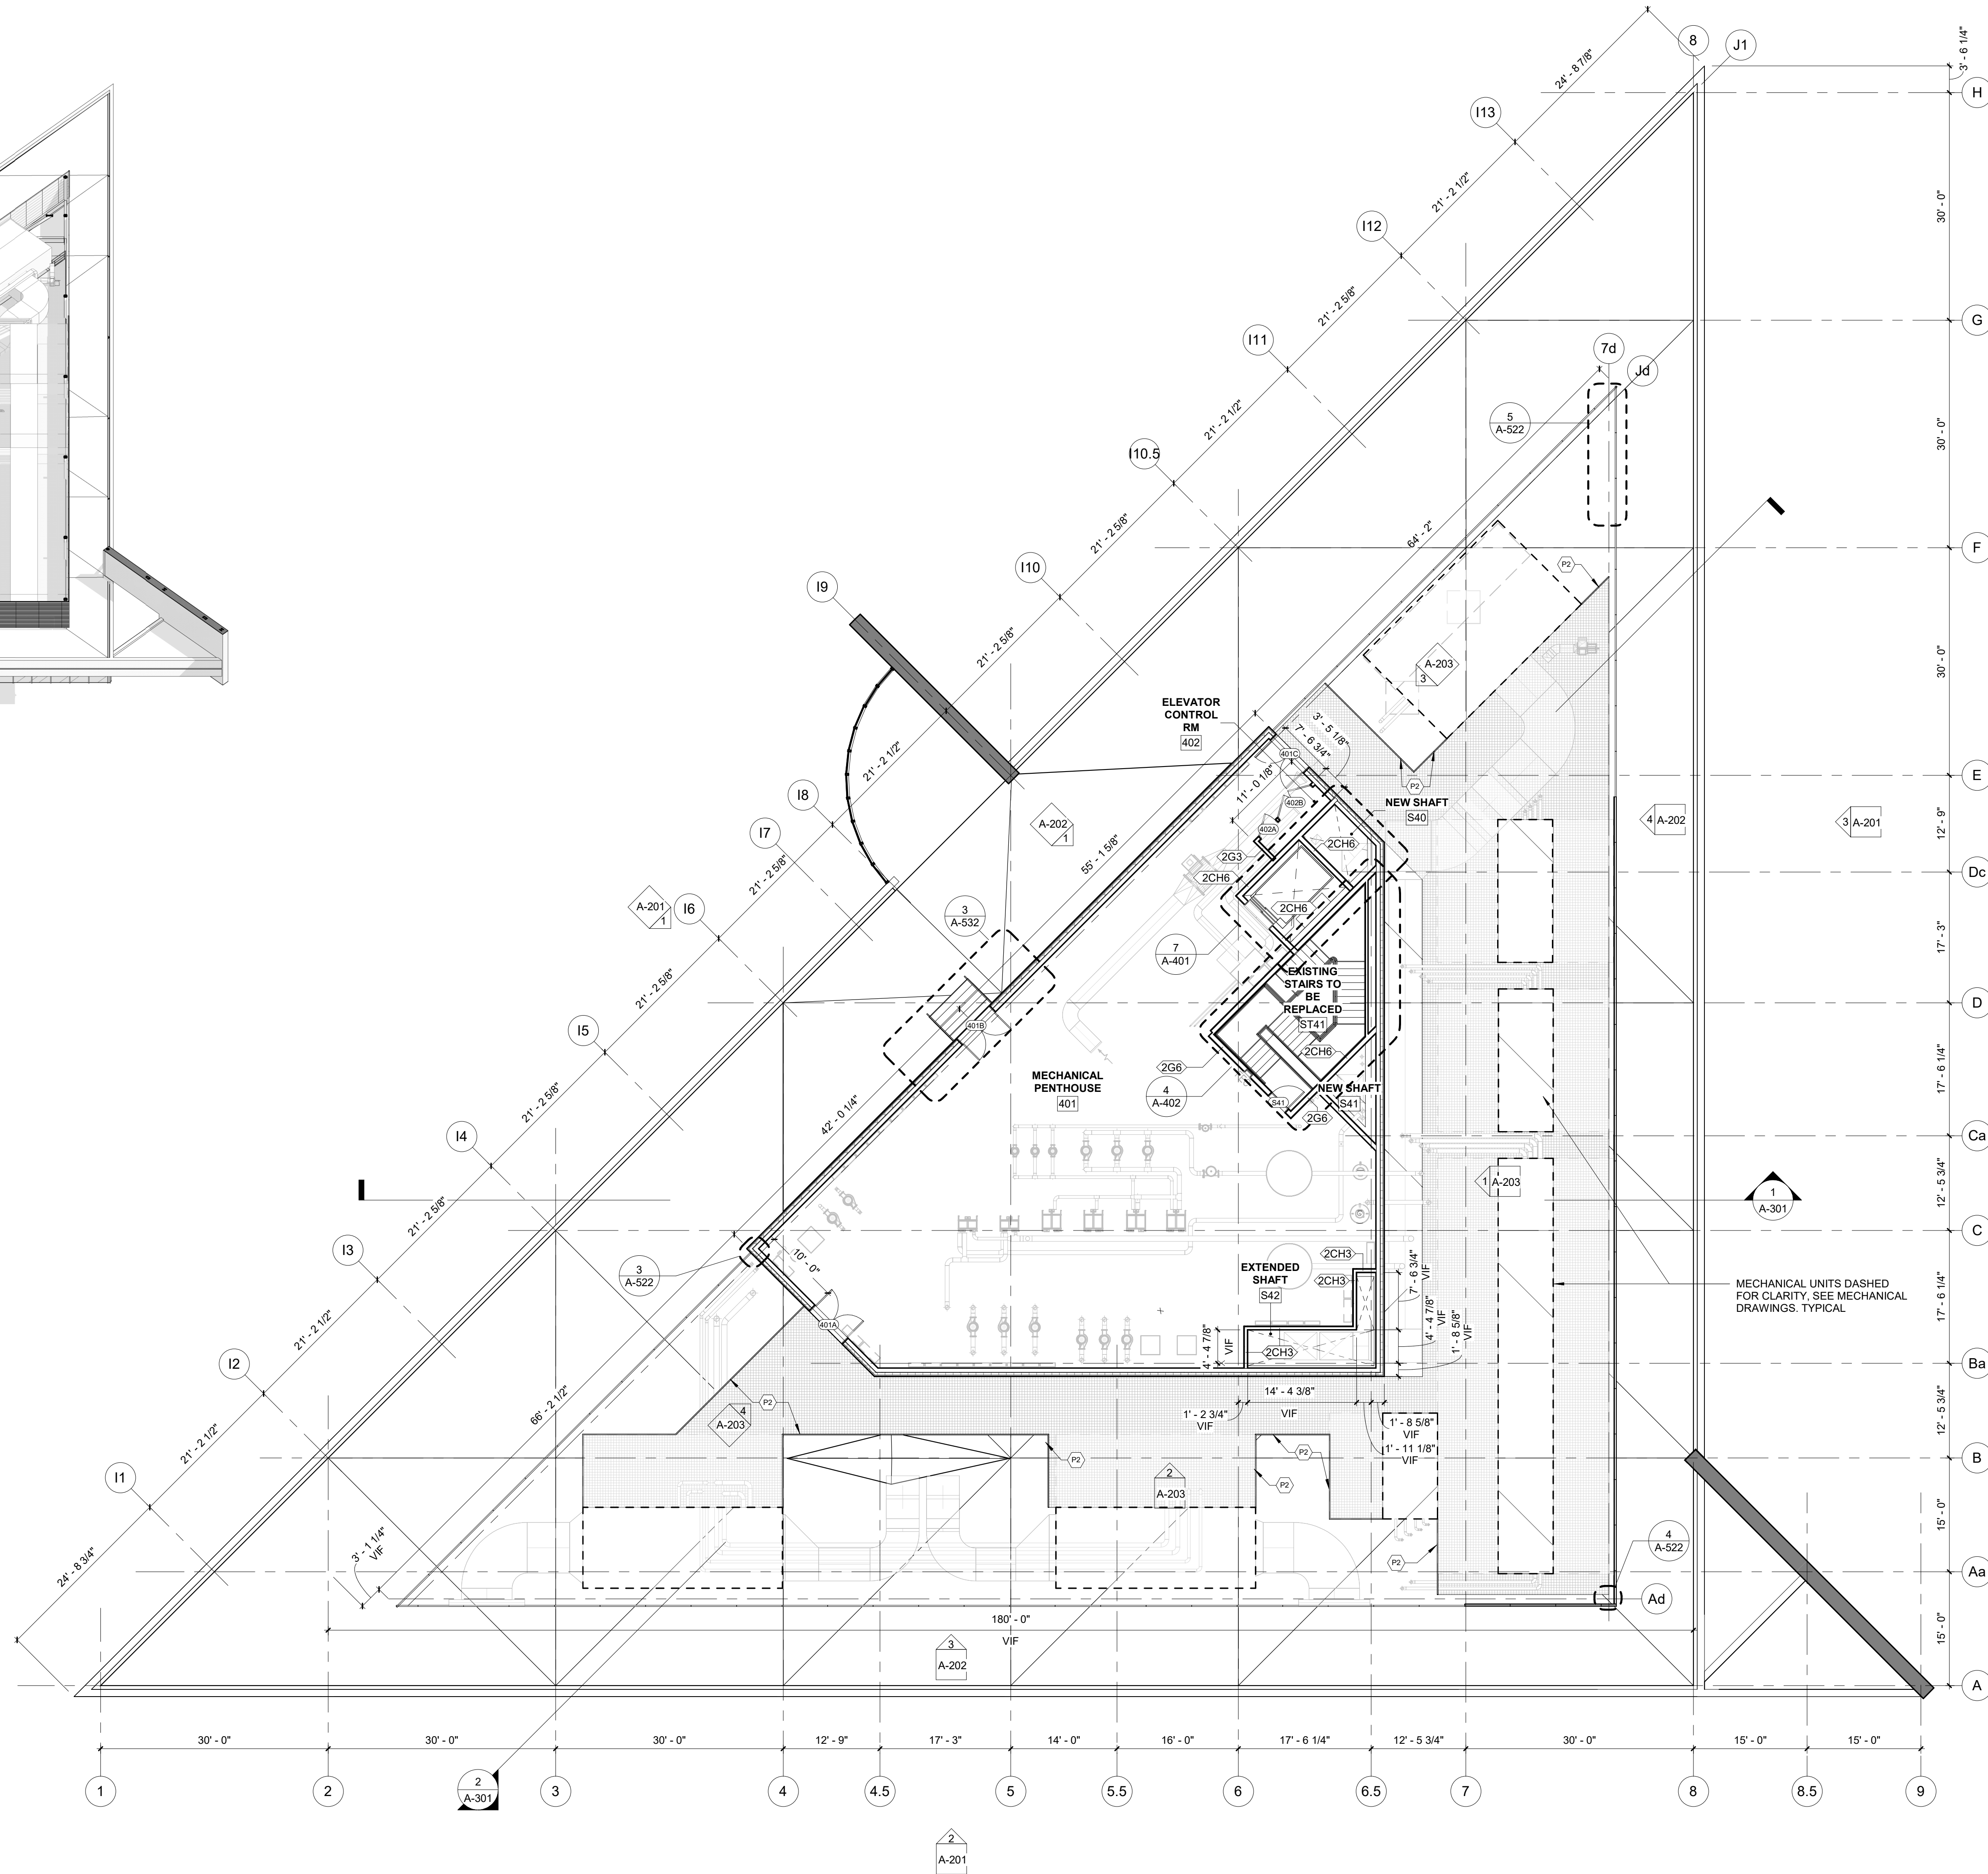 8
J1
3' - 6 1/4"
24' - 8 7/8"
H
I13
21' - 2 1/2"
30' - 0"
I12
21' - 2 5/8"
G
I11
7d
Jd
21' - 2 1/2"
5
A-522
30' - 0"
I10.5
21' - 2 5/8"
64' - 2"
F
I10
P2
I9
21' - 2 5/8"
30' - 0"
A-203
3
ELEVATOR
CONTROL
RM
402
3' - 5 1/8"
7' - 6 3/4"
21' - 2 1/2"
401C
E
I8
11' - 0 1/8"
P2
402B
NEW SHAFT
S40
A-202
1
4 A-202
3 A-201
12' - 9"
I7
402A
2CH6
2G3
55' - 1 5/8"
21' - 2 5/8"
2CH6
Dc
A-201
1
I6
3
A-532
2CH6
7
A-401
17' - 3"
21' - 2 5/8"
EXISTING
STAIRS TO
BE
REPLACED
ST41
D
I5
401B
2CH6
MECHANICAL
PENTHOUSE
401
2G6
4
A-402
NEW SHAFT
S41
S41
2G6
17' - 6 1/4"
21' - 2 5/8"
42' - 0 1/4"
I4
Ca
1 A-203
1
A-301
12' - 5 3/4"
21' - 2 5/8"
C
I3
10' - 0"
3
A-522
EXTENDED
SHAFT
S42
2CH3
2CH3
7' - 6 3/4"
VIF
MECHANICAL UNITS DASHED
FOR CLARITY, SEE MECHANICAL
DRAWINGS. TYPICAL
17' - 6 1/4"
21' - 2 1/2"
401A
4' - 4 7/8"
VIF
2CH3
4' - 4 7/8"
VIF
1' - 8 5/8"
VIF
I2
Ba
66' - 2 1/2"
P2
4
A-203
14' - 4 3/8"
VIF
1' - 2 3/4"
VIF
1' - 8 5/8"
VIF
1' - 11 1/8"
VIF
12' - 5 3/4"
21' - 2 1/2"
P2
P2
B
I1
2
A-203
P2
15' - 0"
3' - 1 1/4"
VIF
4
A-522
24' - 8 3/4"
P2
Aa
Ad
180' - 0"
VIF
15' - 0"
3
A-202
A
30' - 0"
30' - 0"
30' - 0"
12' - 9"
17' - 3"
14' - 0"
16' - 0"
17' - 6 1/4"
12' - 5 3/4"
30' - 0"
15' - 0"
15' - 0"
1
2
2
A-301
3
4
4.5
5
5.5
6
6.5
7
8
8.5
9
2
A-201